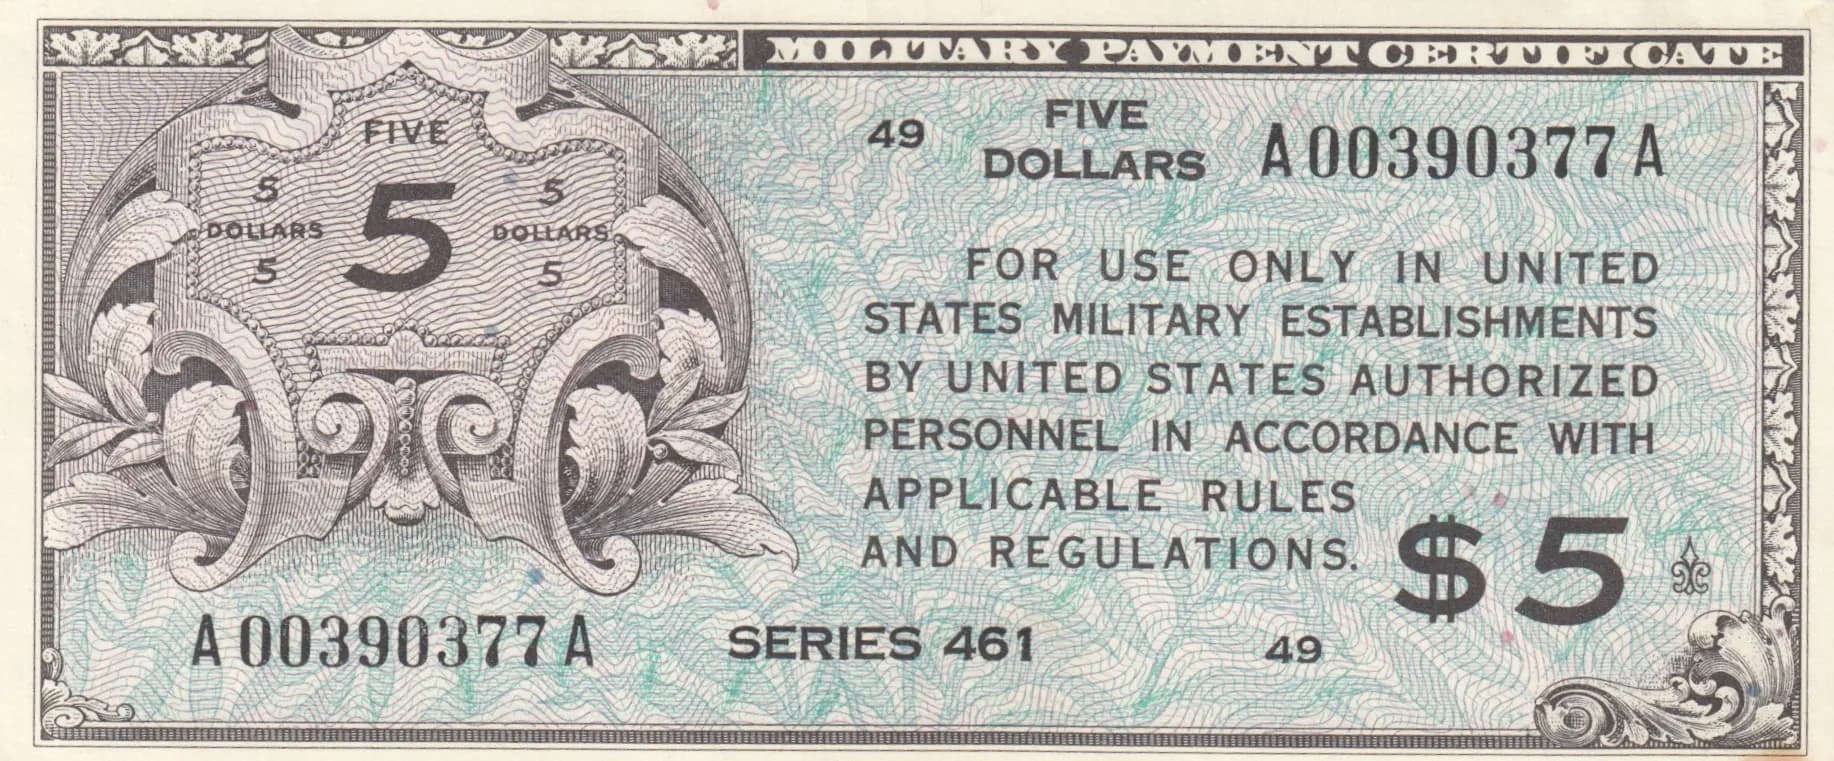 MILITARY PAYMENT CERTIFICATE
FIVE
5 5
DOLLARS 5 DOLLARS
5 5
49 FIVE DOLLARS A00390377A
FOR USE ONLY IN UNITED
STATES MILITARY ESTABLISHMENTS
BY UNITED STATES AUTHORIZED
PERSONNEL IN ACCORDANCE WITH
APPLICABLE RULES
AND REGULATIONS.
$5
A00390377A SERIES 461 49